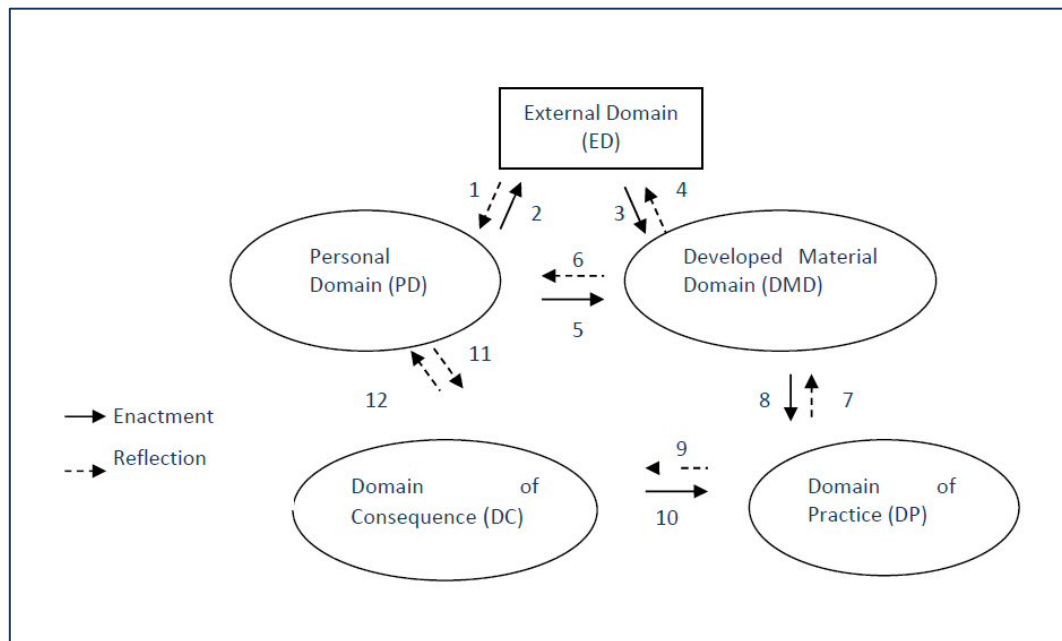 External Domain
(ED)
1
2
3
4
Personal
Domain (PD)
6
5
Developed Material
Domain (DMD)
11
12
8
7
Enactment
Reflection
9
10
Domain of
Consequence (DC)
Domain of
Practice (DP)